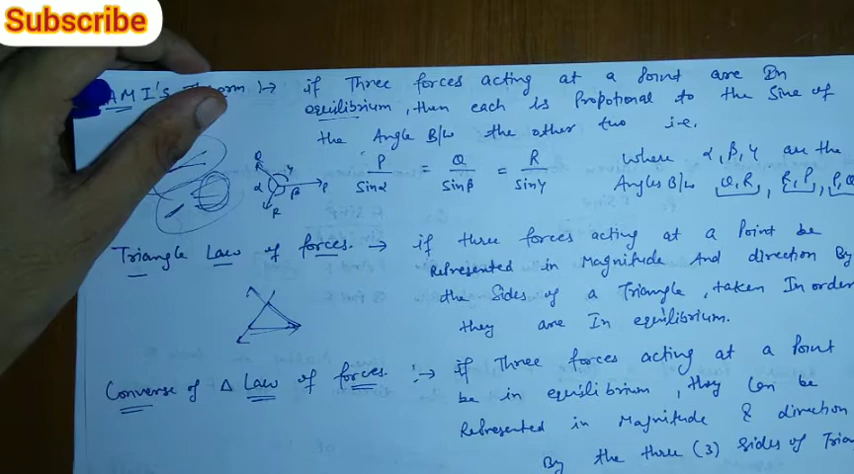 Subscribe
AMI'S :→ if Three forces acting at a Point are In
equilibrium, then each is Propotional to the Sine of
the Angle B/w the other two i.e.
P/Sinα = Q/Sinβ = R/Sinγ Where α, β, γ are the
Angles B/w Q,R, R,P, P,Q
Q γ α β P R
Triangle Law of forces. → if three forces acting at a Point be
Represented in Magnitude And direction By
the Sides of a Triangle, taken In order
they are In equilibrium.
Converse of Δ Law of forces. :→ if Three forces acting at a Point
be in equilibrium, they Can be
Represented in Magnitude & direction
By the three (3) Sides of